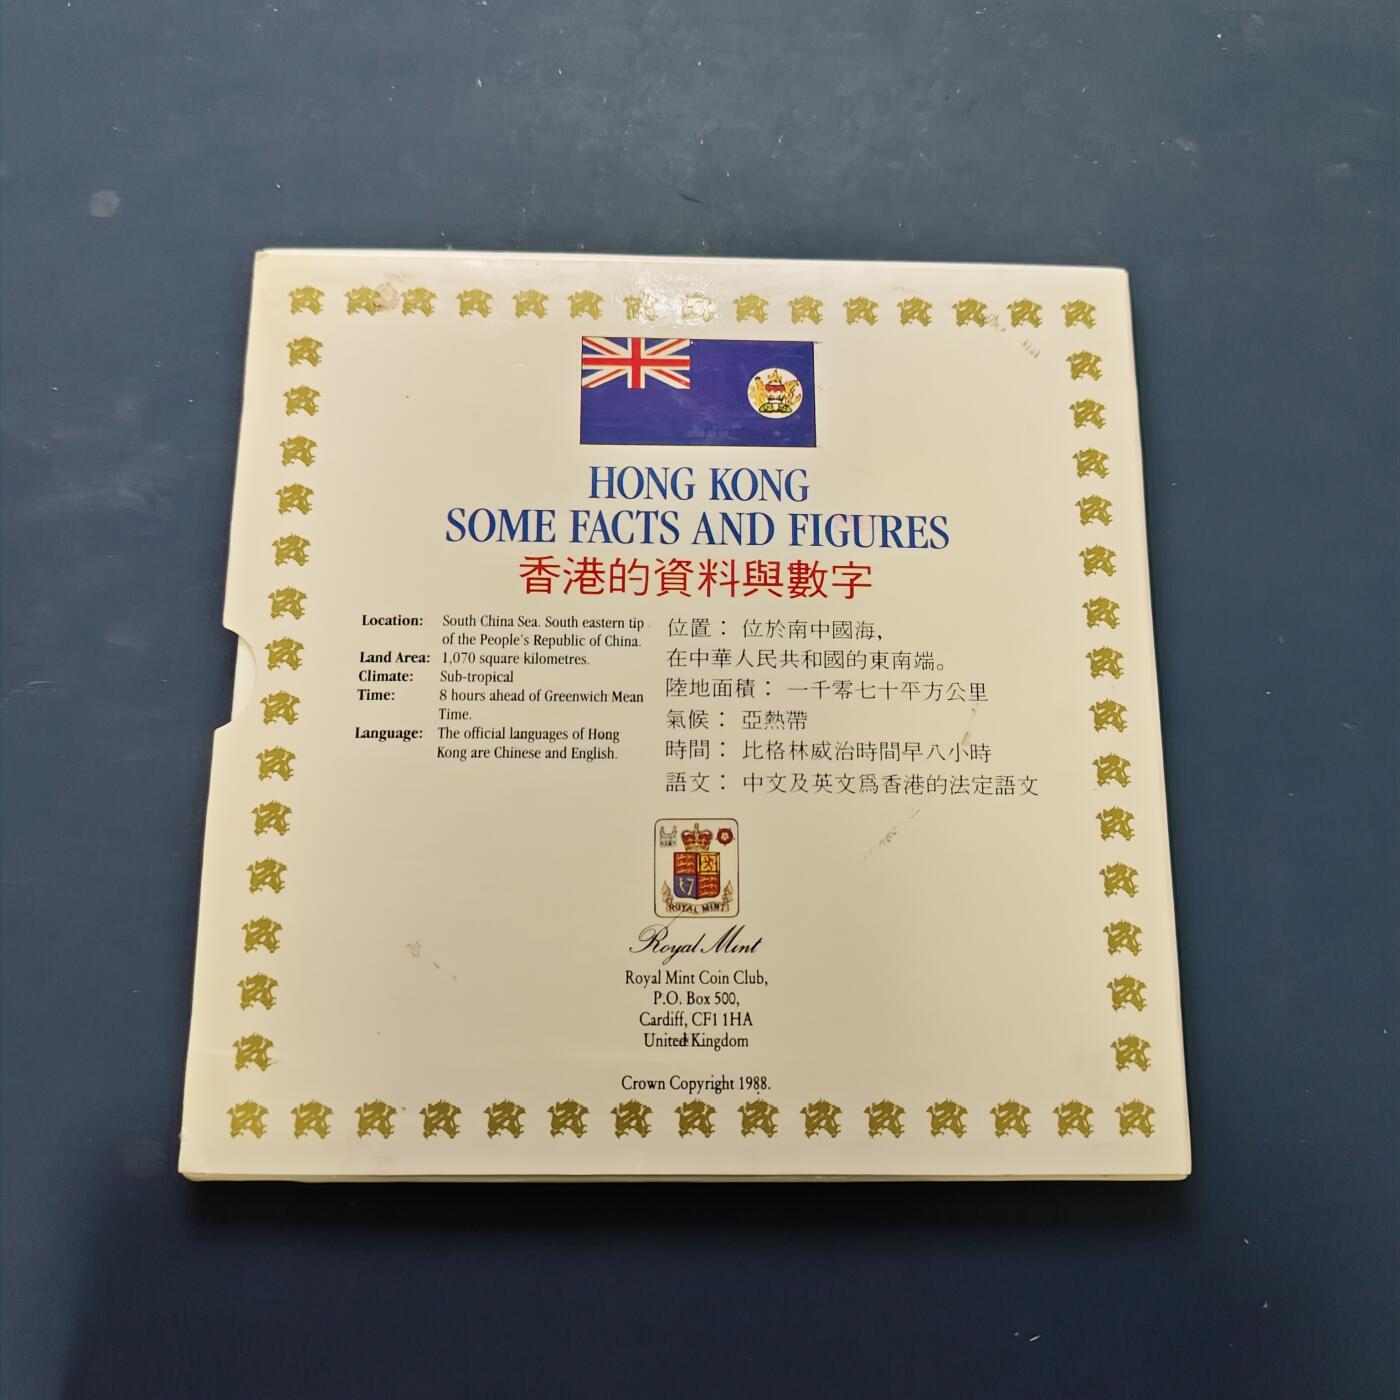 HONG KONG
SOME FACTS AND FIGURES
香港的資料與數字
Location: South China Sea. South eastern tip
of the People's Republic of China.
Land Area: 1,070 square kilometres.
Climate: Sub-tropical
Time: 8 hours ahead of Greenwich Mean
Time.
Language: The official languages of Hong
Kong are Chinese and English.
位置： 位於南中國海，
在中華人民共和國的東南端。
陸地面積： 一千零七十平方公里
氣候： 亞熱帶
時間： 比格林威治時間早八小時
語文： 中文及英文爲香港的法定語文
ROYAL MINT
Royal Mint
Royal Mint Coin Club,
P.O. Box 500,
Cardiff, CF1 1HA
United Kingdom
Crown Copyright 1988.